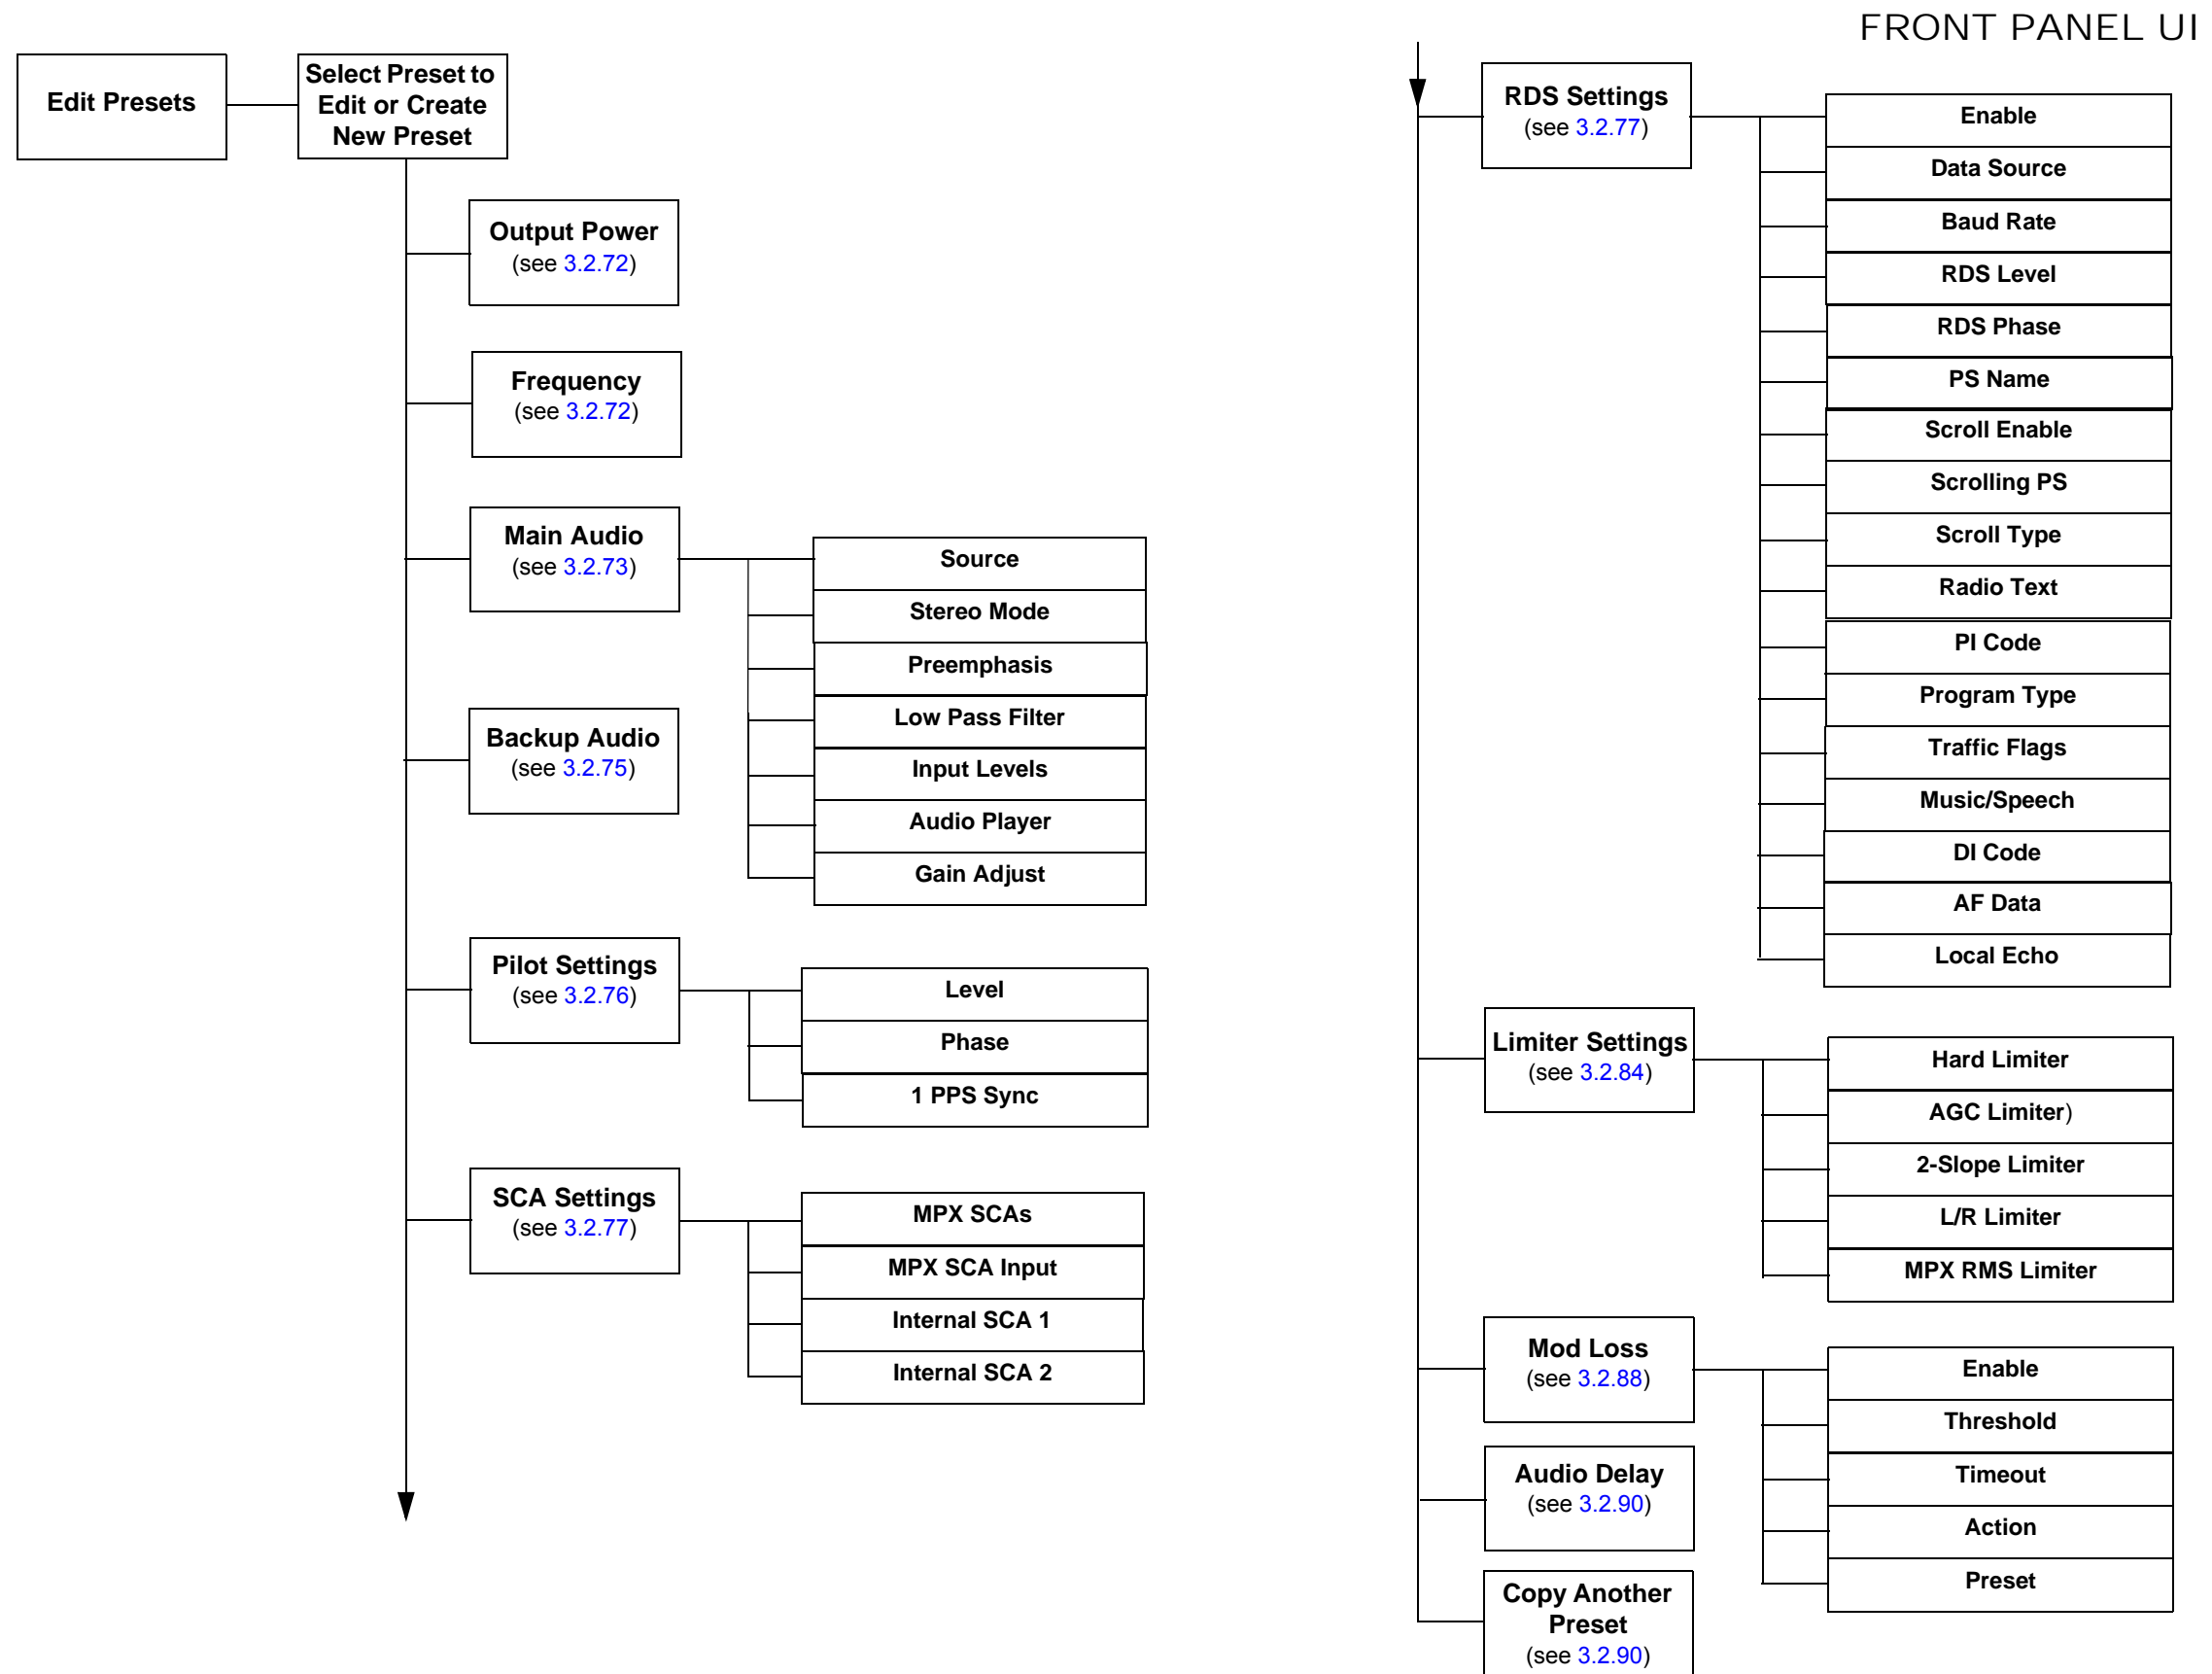 FRONT PANEL UI
Edit Presets
Select Preset to
Edit or Create
New Preset
Output Power
(see 3.2.72)
Frequency
(see 3.2.72)
Main Audio
(see 3.2.73)
Source
Stereo Mode
Preemphasis
Low Pass Filter
Input Levels
Audio Player
Gain Adjust
Backup Audio
(see 3.2.75)
Pilot Settings
(see 3.2.76)
Level
Phase
1 PPS Sync
SCA Settings
(see 3.2.77)
MPX SCAs
MPX SCA Input
Internal SCA 1
Internal SCA 2
RDS Settings
(see 3.2.77)
Enable
Data Source
Baud Rate
RDS Level
RDS Phase
PS Name
Scroll Enable
Scrolling PS
Scroll Type
Radio Text
PI Code
Program Type
Traffic Flags
Music/Speech
DI Code
AF Data
Local Echo
Limiter Settings
(see 3.2.84)
Hard Limiter
AGC Limiter)
2-Slope Limiter
L/R Limiter
MPX RMS Limiter
Mod Loss
(see 3.2.88)
Enable
Threshold
Timeout
Action
Preset
Audio Delay
(see 3.2.90)
Copy Another
Preset
(see 3.2.90)